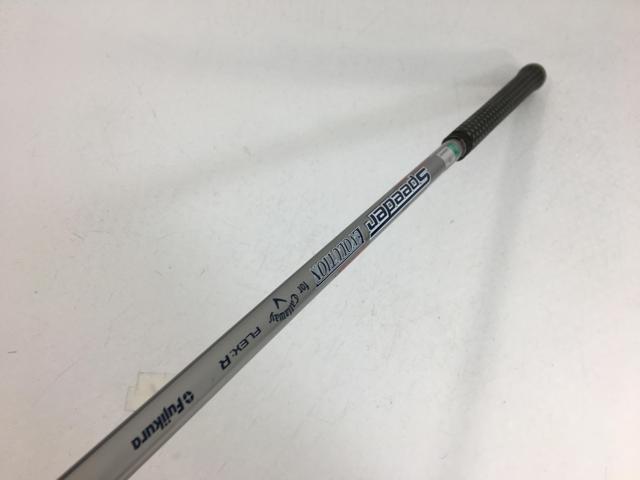 Speeder
EVOLUTION
for
Callaway
FLEX:R
Fujikura